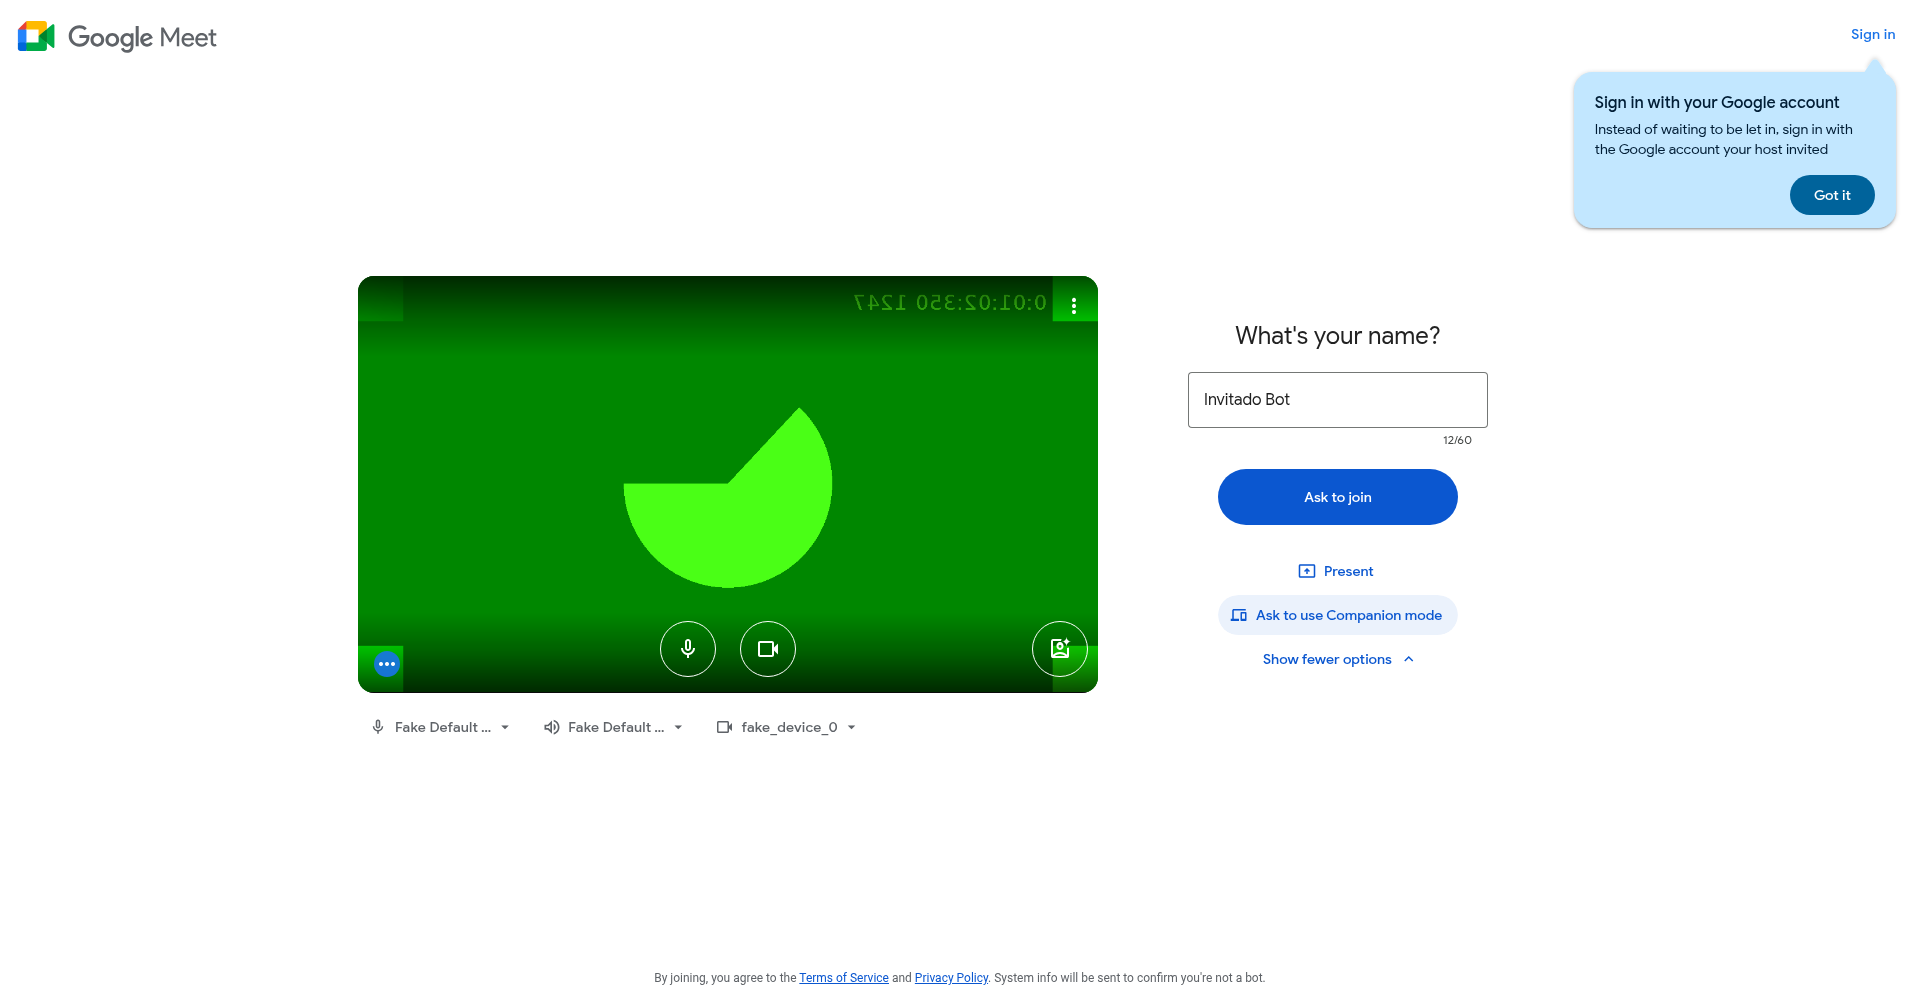 Google Meet
Sign in
Sign in with your Google account
Instead of waiting to be let in, sign in with
the Google account your host invited
Got it
0:01:02:350 1247
What's your name?
Invitado Bot
12/60
Ask to join
Present
Ask to use Companion mode
Show fewer options
Fake Default ...
Fake Default ...
fake_device_0
By joining, you agree to the Terms of Service and Privacy Policy. System info will be sent to confirm you're not a bot.